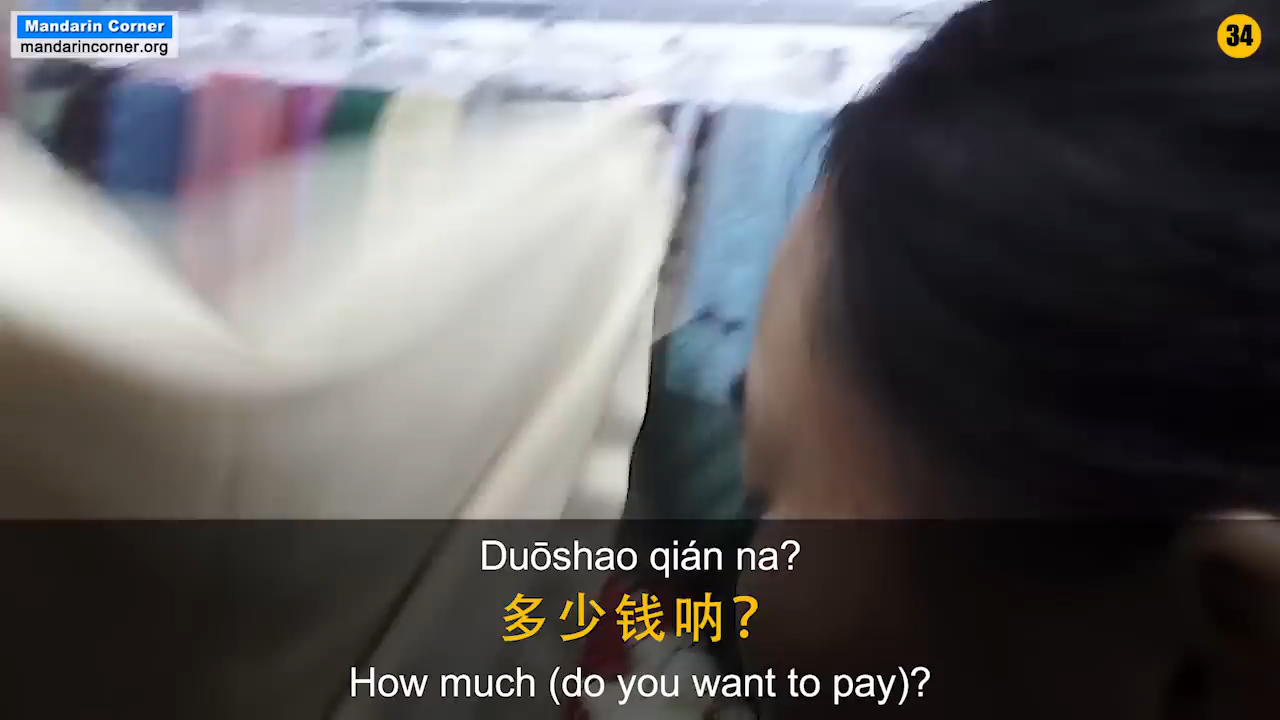 Mandarin Corner
mandarincorner.org
34
Duōshao qián na?
多少钱呐？
How much (do you want to pay)?